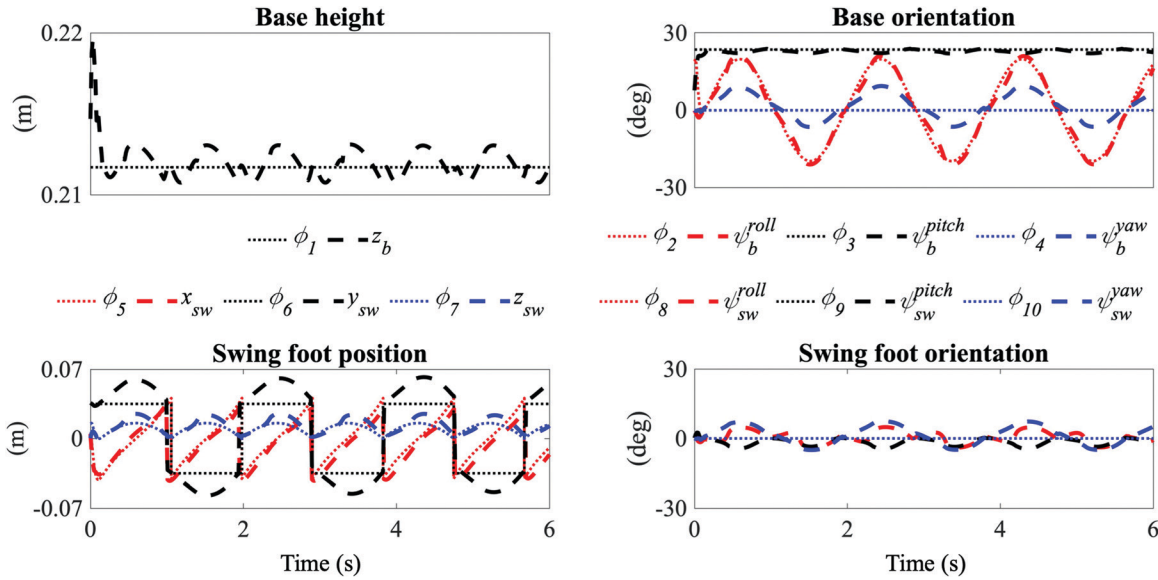 Base height
0.22
(m)
0.21
ϕ1 z_b
Base orientation
30
(deg)
0
-30
ϕ2 ψ_b^roll ϕ3 ψ_b^pitch ϕ4 ψ_b^yaw
ϕ5 x_sw ϕ6 y_sw ϕ7 z_sw
ϕ8 ψ_sw^roll ϕ9 ψ_sw^pitch ϕ10 ψ_sw^yaw
Swing foot position
0.07
(m)
0
-0.07
0 2 4 6
Time (s)
Swing foot orientation
30
(deg)
0
-30
0 2 4 6
Time (s)